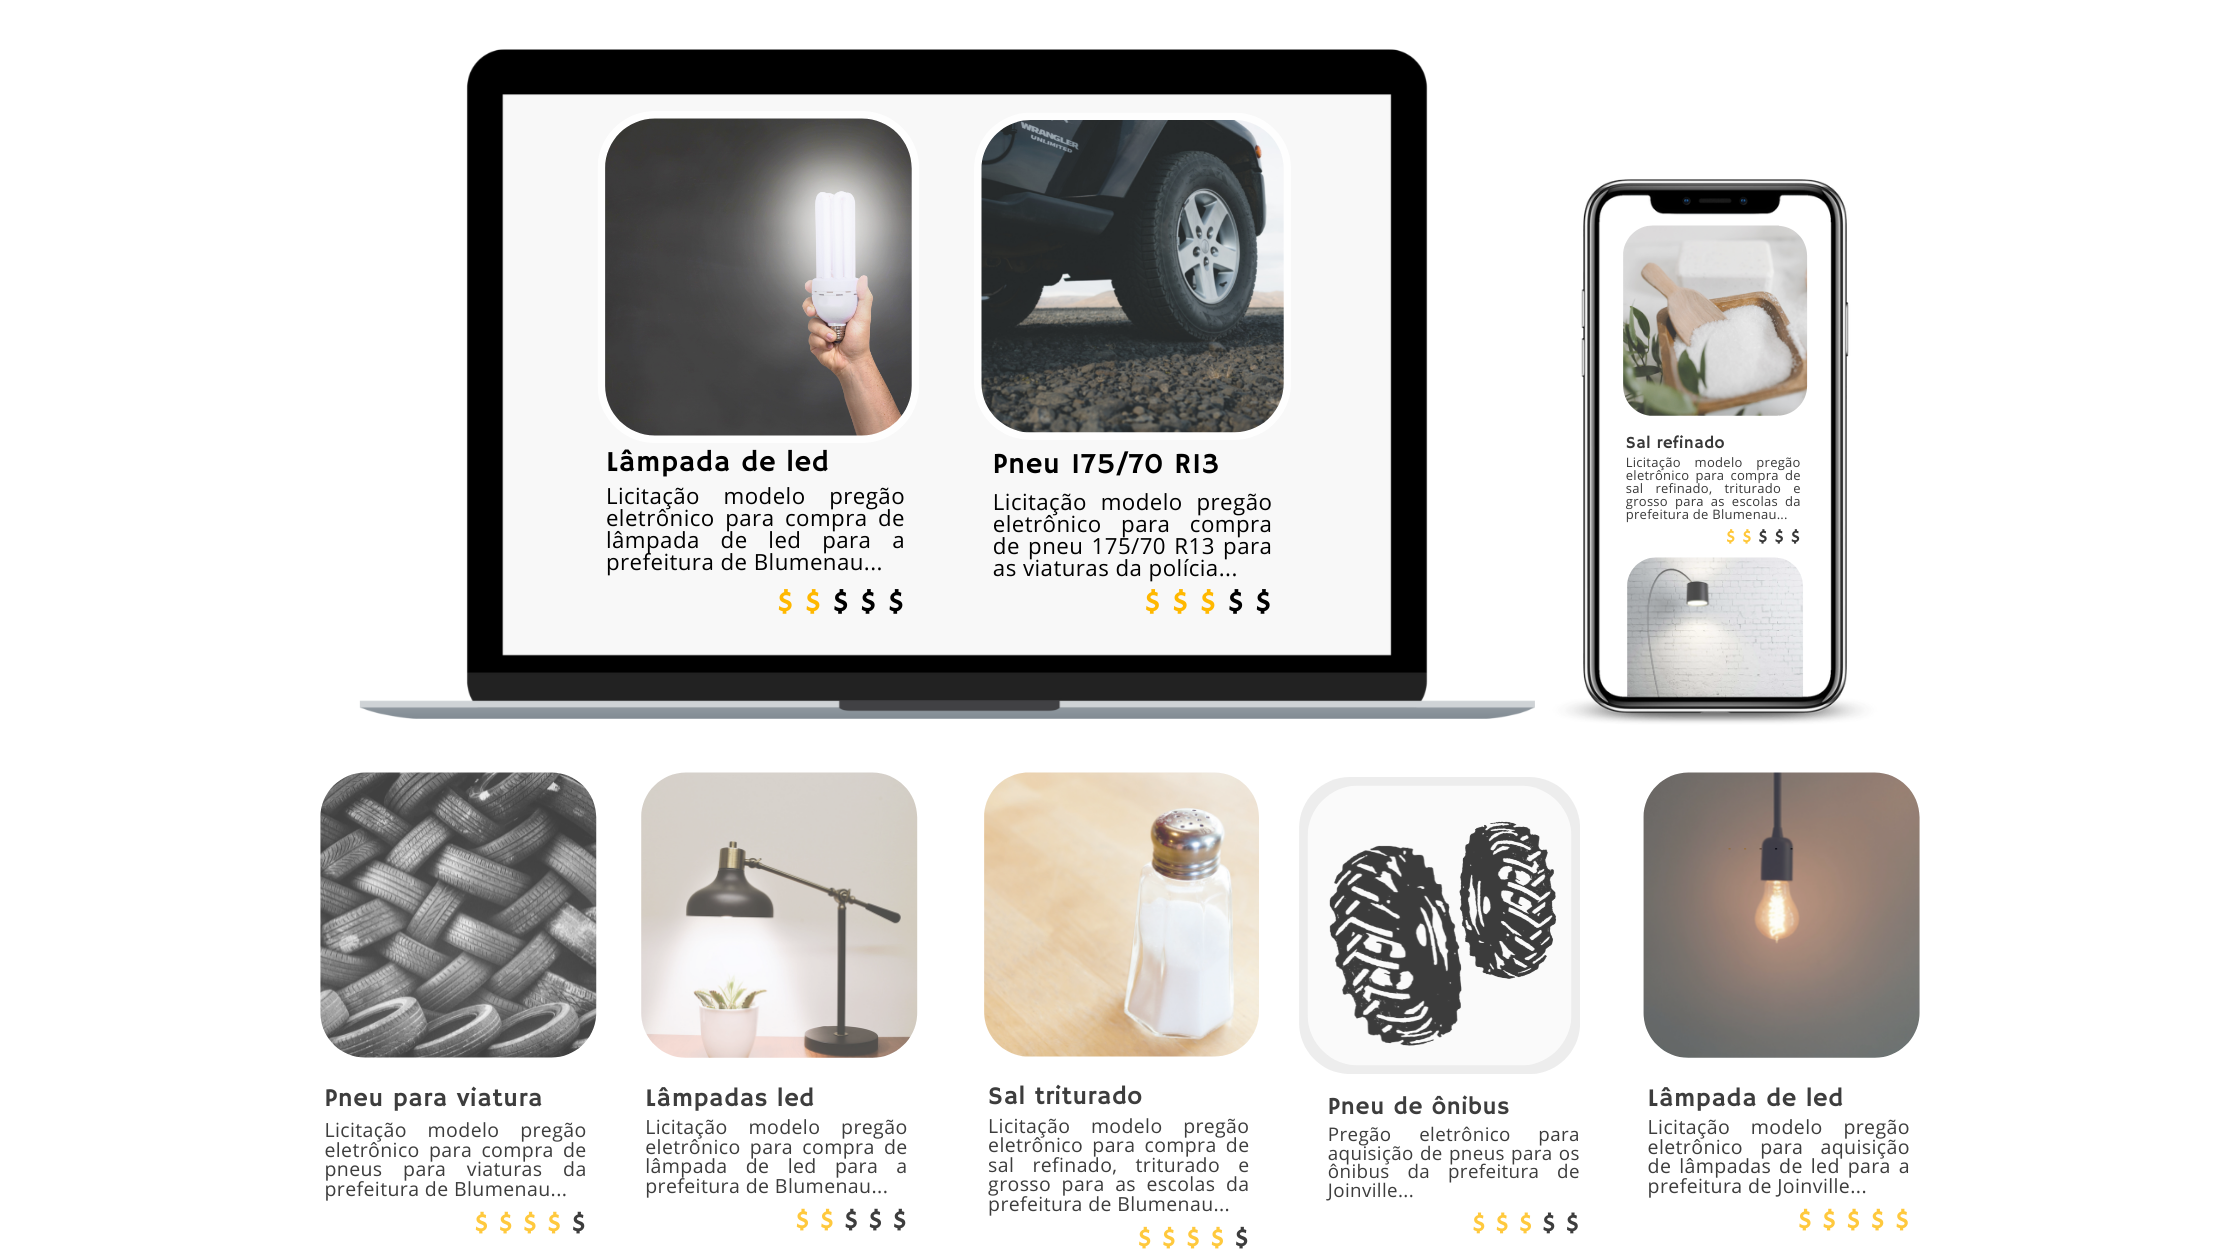 WRANGLER
UNLIMITED
Lâmpada de led
Licitação modelo pregão
eletrônico para compra de
lâmpada de led para a
prefeitura de Blumenau...
$ $ $ $ $
Pneu 175/70 R13
Licitação modelo pregão
eletrônico para compra
de pneu 175/70 R13 para
as viaturas da polícia...
$ $ $ $ $
Sal refinado
Licitação modelo pregão
eletrônico para compra de
sal refinado, triturado e
grosso para as escolas da
prefeitura de Blumenau...
$ $ $ $ $
Pneu para viatura
Licitação modelo pregão
eletrônico para compra de
pneus para viaturas da
prefeitura de Blumenau...
$ $ $ $ $
Lâmpadas led
Licitação modelo pregão
eletrônico para compra de
lâmpada de led para a
prefeitura de Blumenau...
$ $ $ $ $
Sal triturado
Licitação modelo pregão
eletrônico para compra de
sal refinado, triturado e
grosso para as escolas da
prefeitura de Blumenau...
$ $ $ $ $
Pneu de ônibus
Pregão eletrônico para
aquisição de pneus para os
ônibus da prefeitura de
Joinville...
$ $ $ $ $
Lâmpada de led
Licitação modelo pregão
eletrônico para aquisição
de lâmpadas de led para a
prefeitura de Joinville...
$ $ $ $ $